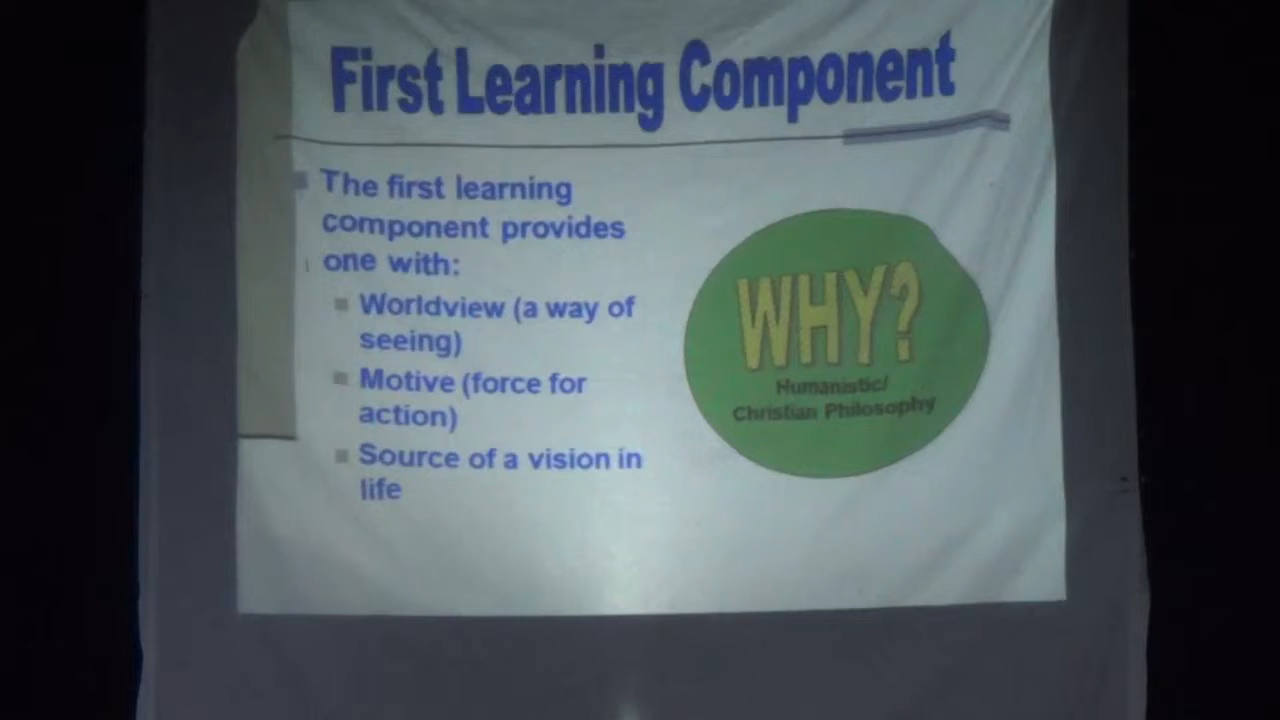 First Learning Component
The first learning
component provides
one with:
Worldview (a way of
seeing)
Motive (force for
action)
Source of a vision in
life
WHY?
Humanistic/
Christian Philosophy